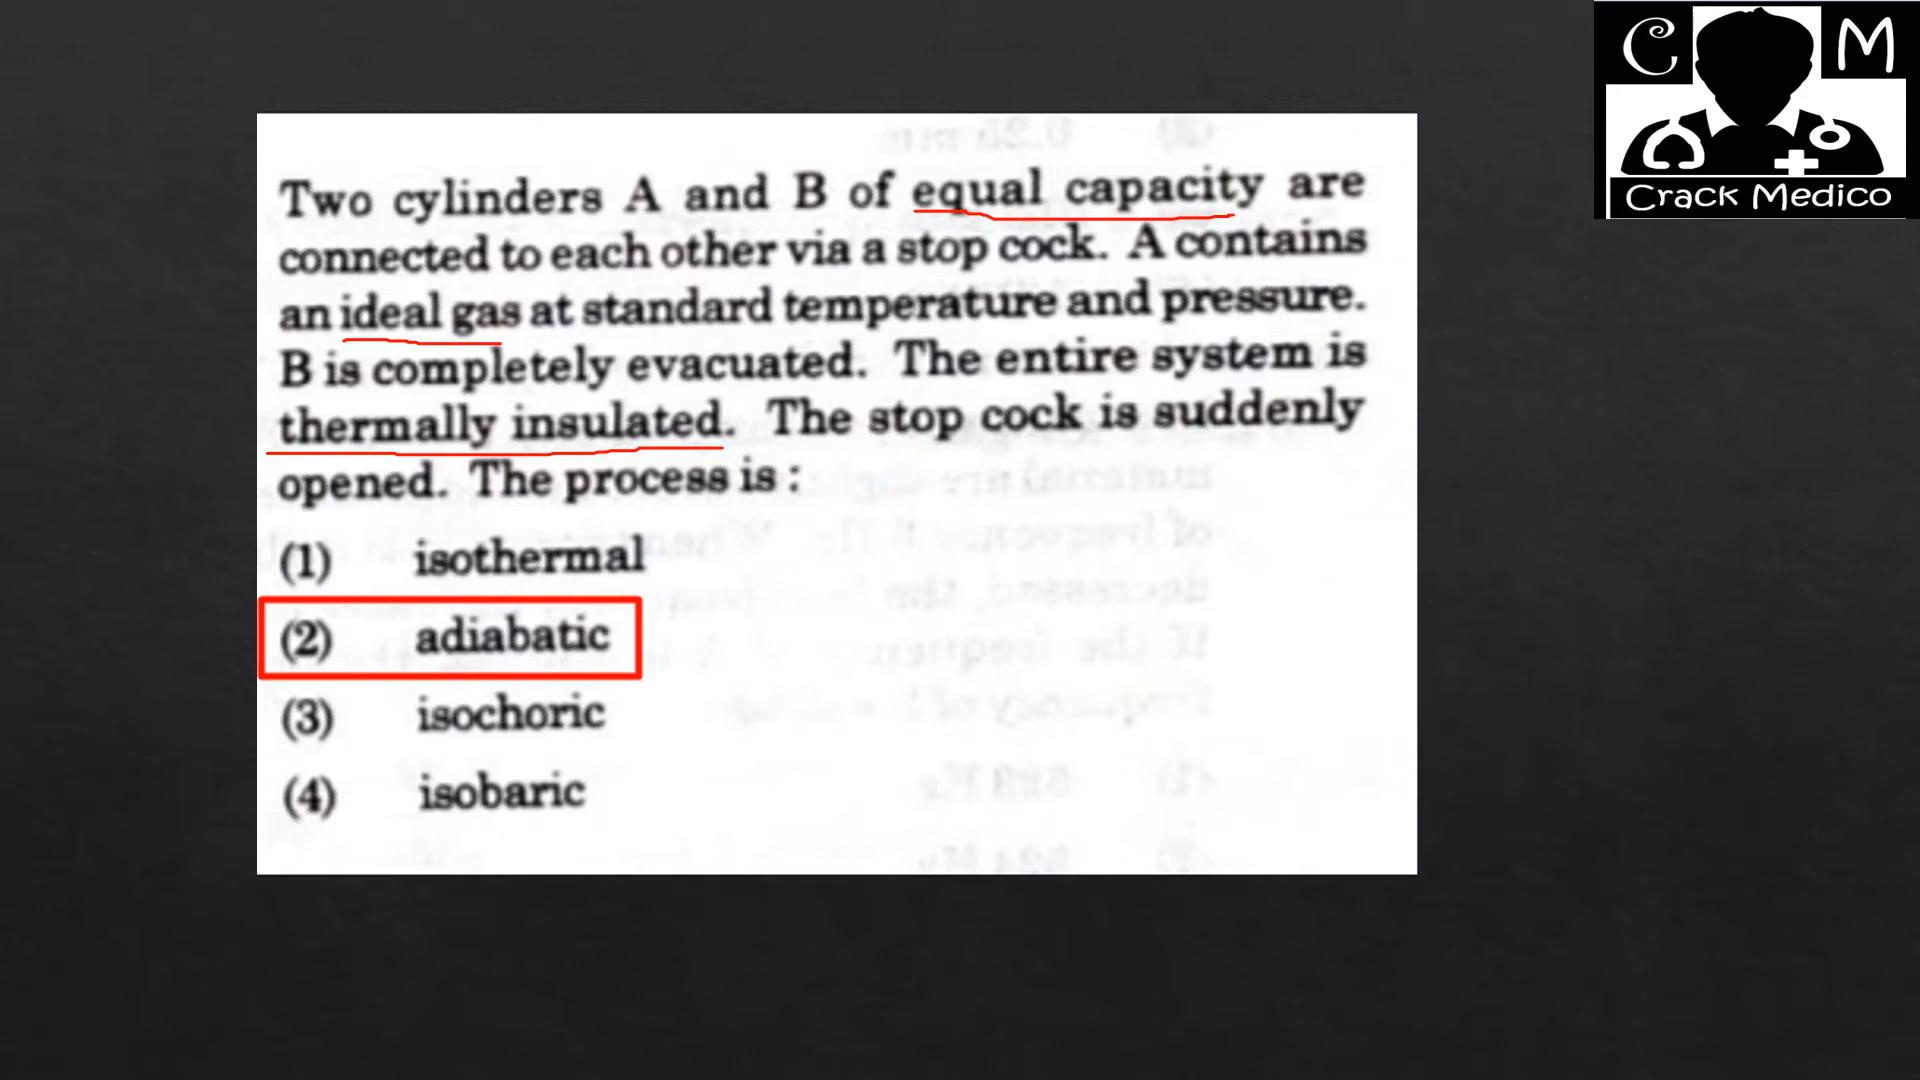 C M
Crack Medico
Two cylinders A and B of equal capacity are
connected to each other via a stop cock. A contains
an ideal gas at standard temperature and pressure.
B is completely evacuated. The entire system is
thermally insulated. The stop cock is suddenly
opened. The process is :
(1) isothermal
(2) adiabatic
(3) isochoric
(4) isobaric